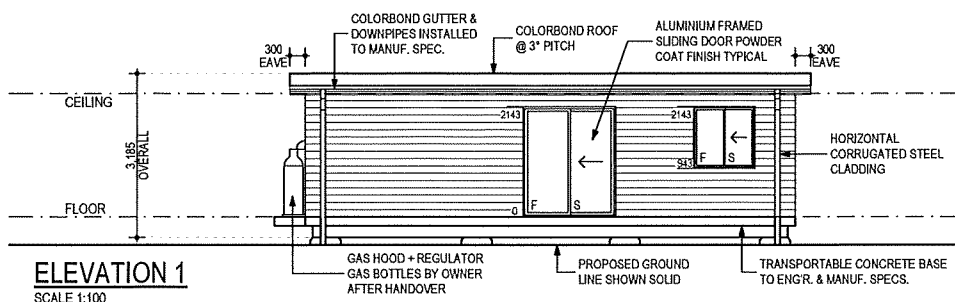 COLORBOND GUTTER &
DOWNPIPES INSTALLED
TO MANUF. SPEC.
COLORBOND ROOF
@ 3° PITCH
ALUMINIUM FRAMED
SLIDING DOOR POWDER
COAT FINISH TYPICAL
300
EAVE
300
EAVE
CEILING
2143
2143
3,185
OVERALL
HORIZONTAL
CORRUGATED STEEL
CLADDING
F
S
943
FLOOR
0
F
S
ELEVATION 1
SCALE 1:100
GAS HOOD + REGULATOR
GAS BOTTLES BY OWNER
AFTER HANDOVER
PROPOSED GROUND
LINE SHOWN SOLID
TRANSPORTABLE CONCRETE BASE
TO ENG'R. & MANUF. SPECS.